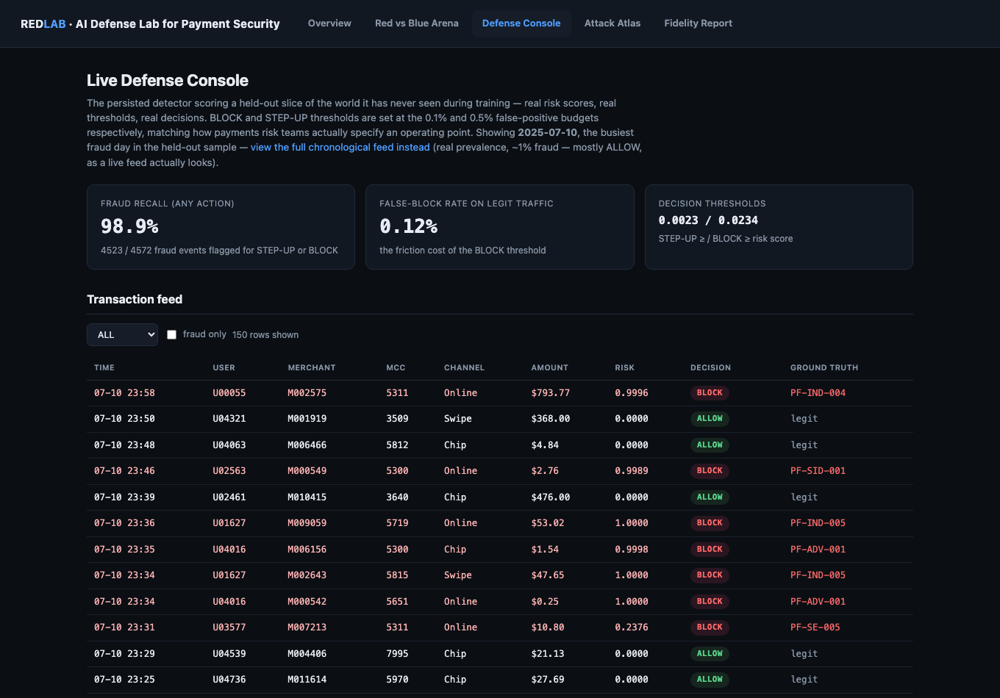 REDLAB · AI Defense Lab for Payment Security Overview Red vs Blue Arena Defense Console Attack Atlas Fidelity Report
Live Defense Console
The persisted detector scoring a held-out slice of the world it has never seen during training — real risk scores, real
thresholds, real decisions. BLOCK and STEP-UP thresholds are set at the 0.1% and 0.5% false-positive budgets
respectively, matching how payments risk teams actually specify an operating point. Showing 2025-07-10, the busiest
fraud day in the held-out sample — view the full chronological feed instead (real prevalence, ~1% fraud — mostly ALLOW,
as a live feed actually looks).
FRAUD RECALL (ANY ACTION)
98.9%
4523 / 4572 fraud events flagged for STEP-UP or BLOCK
FALSE-BLOCK RATE ON LEGIT TRAFFIC
0.12%
the friction cost of the BLOCK threshold
DECISION THRESHOLDS
0.0023 / 0.0234
STEP-UP ≥ / BLOCK ≥ risk score
Transaction feed
ALL fraud only 150 rows shown
TIME USER MERCHANT MCC CHANNEL AMOUNT RISK DECISION GROUND TRUTH
07-10 23:58 U00055 M002575 5311 Online $793.77 0.9996 BLOCK PF-IND-004
07-10 23:50 U04321 M001919 3509 Swipe $368.00 0.0000 ALLOW legit
07-10 23:48 U04063 M006466 5812 Chip $4.84 0.0000 ALLOW legit
07-10 23:46 U02563 M000549 5300 Online $2.76 0.9989 BLOCK PF-SID-001
07-10 23:39 U02461 M010415 3640 Chip $476.00 0.0000 ALLOW legit
07-10 23:36 U01627 M009059 5719 Online $53.02 1.0000 BLOCK PF-IND-005
07-10 23:35 U04016 M006156 5300 Chip $1.54 0.9998 BLOCK PF-ADV-001
07-10 23:34 U01627 M002643 5815 Swipe $47.65 1.0000 BLOCK PF-IND-005
07-10 23:34 U04016 M000542 5651 Online $0.25 1.0000 BLOCK PF-ADV-001
07-10 23:31 U03577 M007213 5311 Online $10.80 0.2376 BLOCK PF-SE-005
07-10 23:29 U04539 M004406 7995 Chip $21.13 0.0000 ALLOW legit
07-10 23:25 U04736 M011614 5970 Chip $27.69 0.0000 ALLOW legit